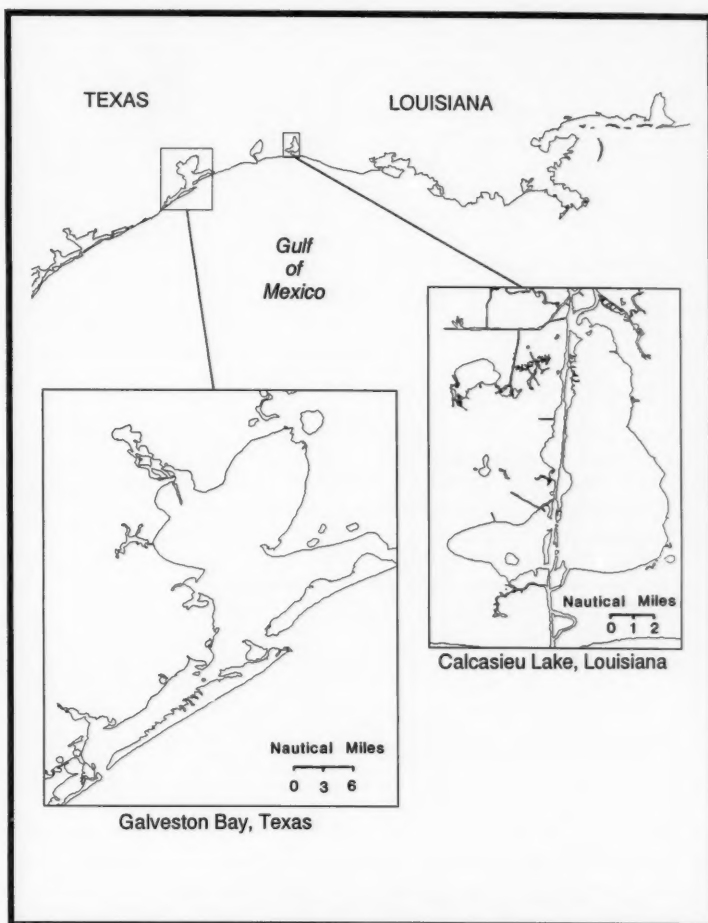 TEXAS
LOUISIANA
Gulf
of
Mexico
Nautical Miles
0 1 2
Calcasieu Lake, Louisiana
Nautical Miles
0 3 6
Galveston Bay, Texas